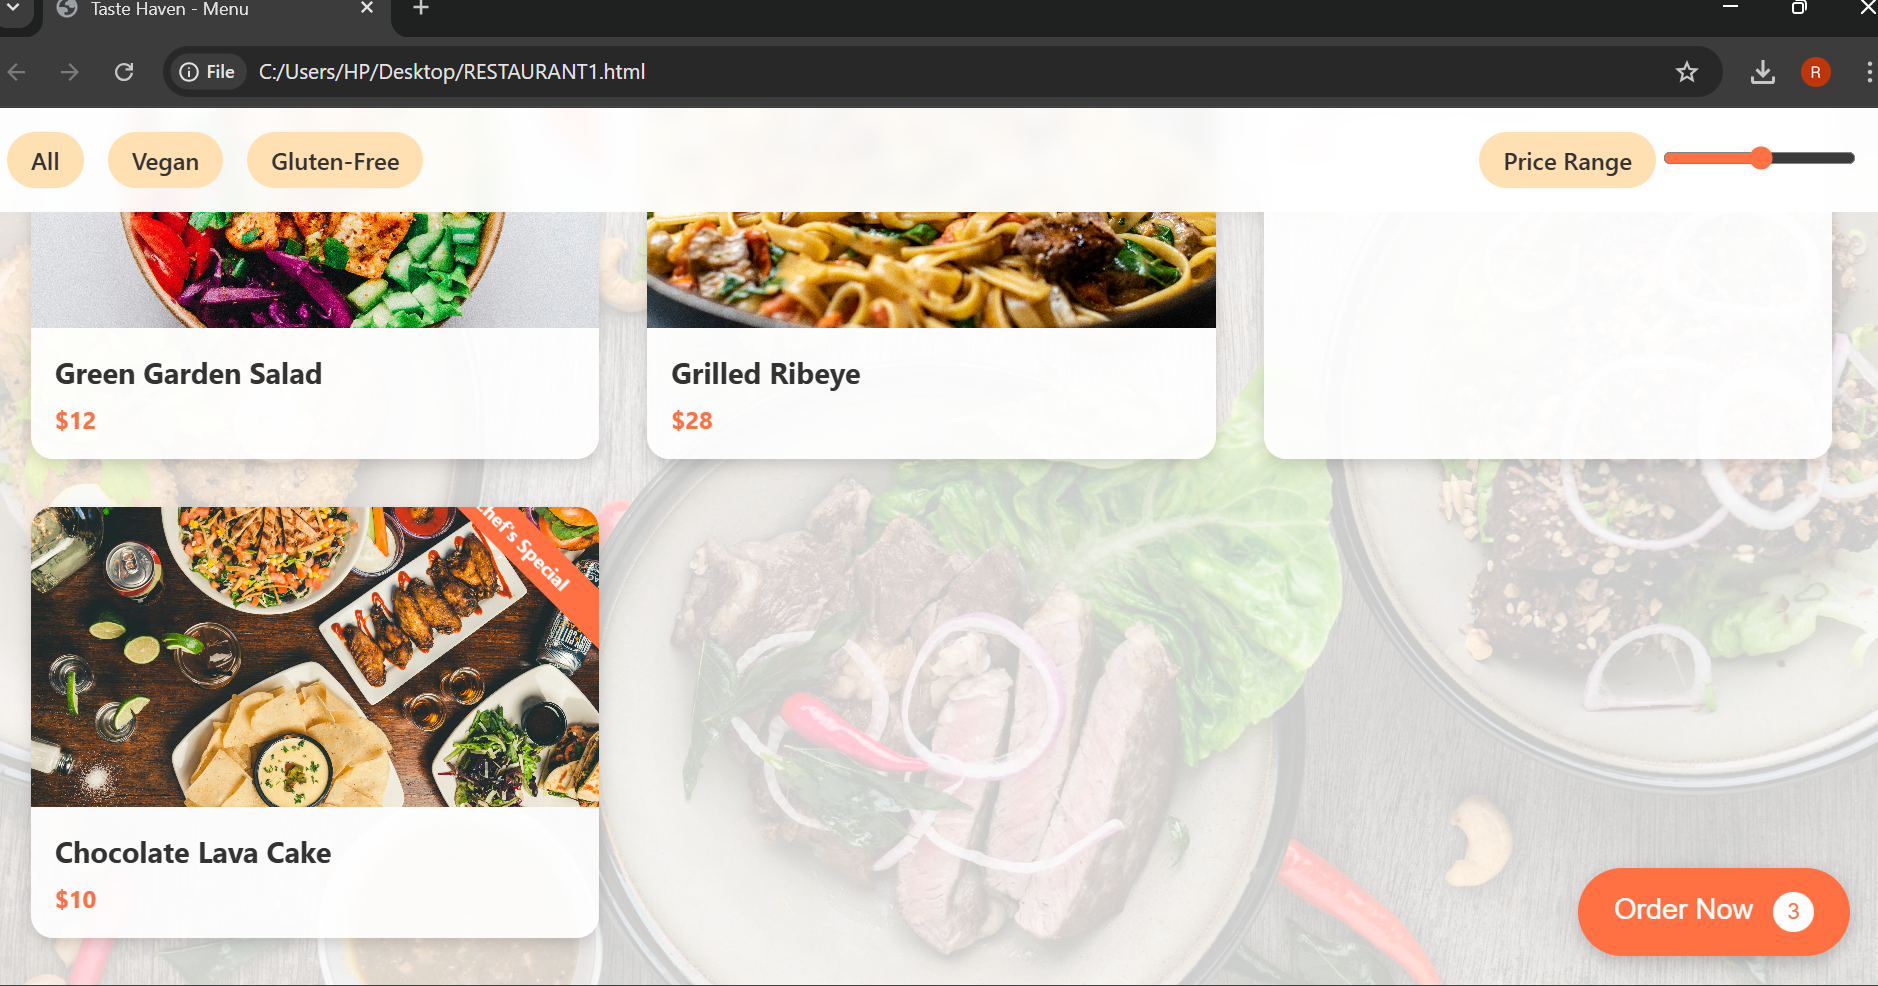 Taste Haven - Menu
File
C:/Users/HP/Desktop/RESTAURANT1.html
R
All
Vegan
Gluten-Free
Price Range
Green Garden Salad
$12
Grilled Ribeye
$28
Chef's Special
Chocolate Lava Cake
$10
Order Now 3